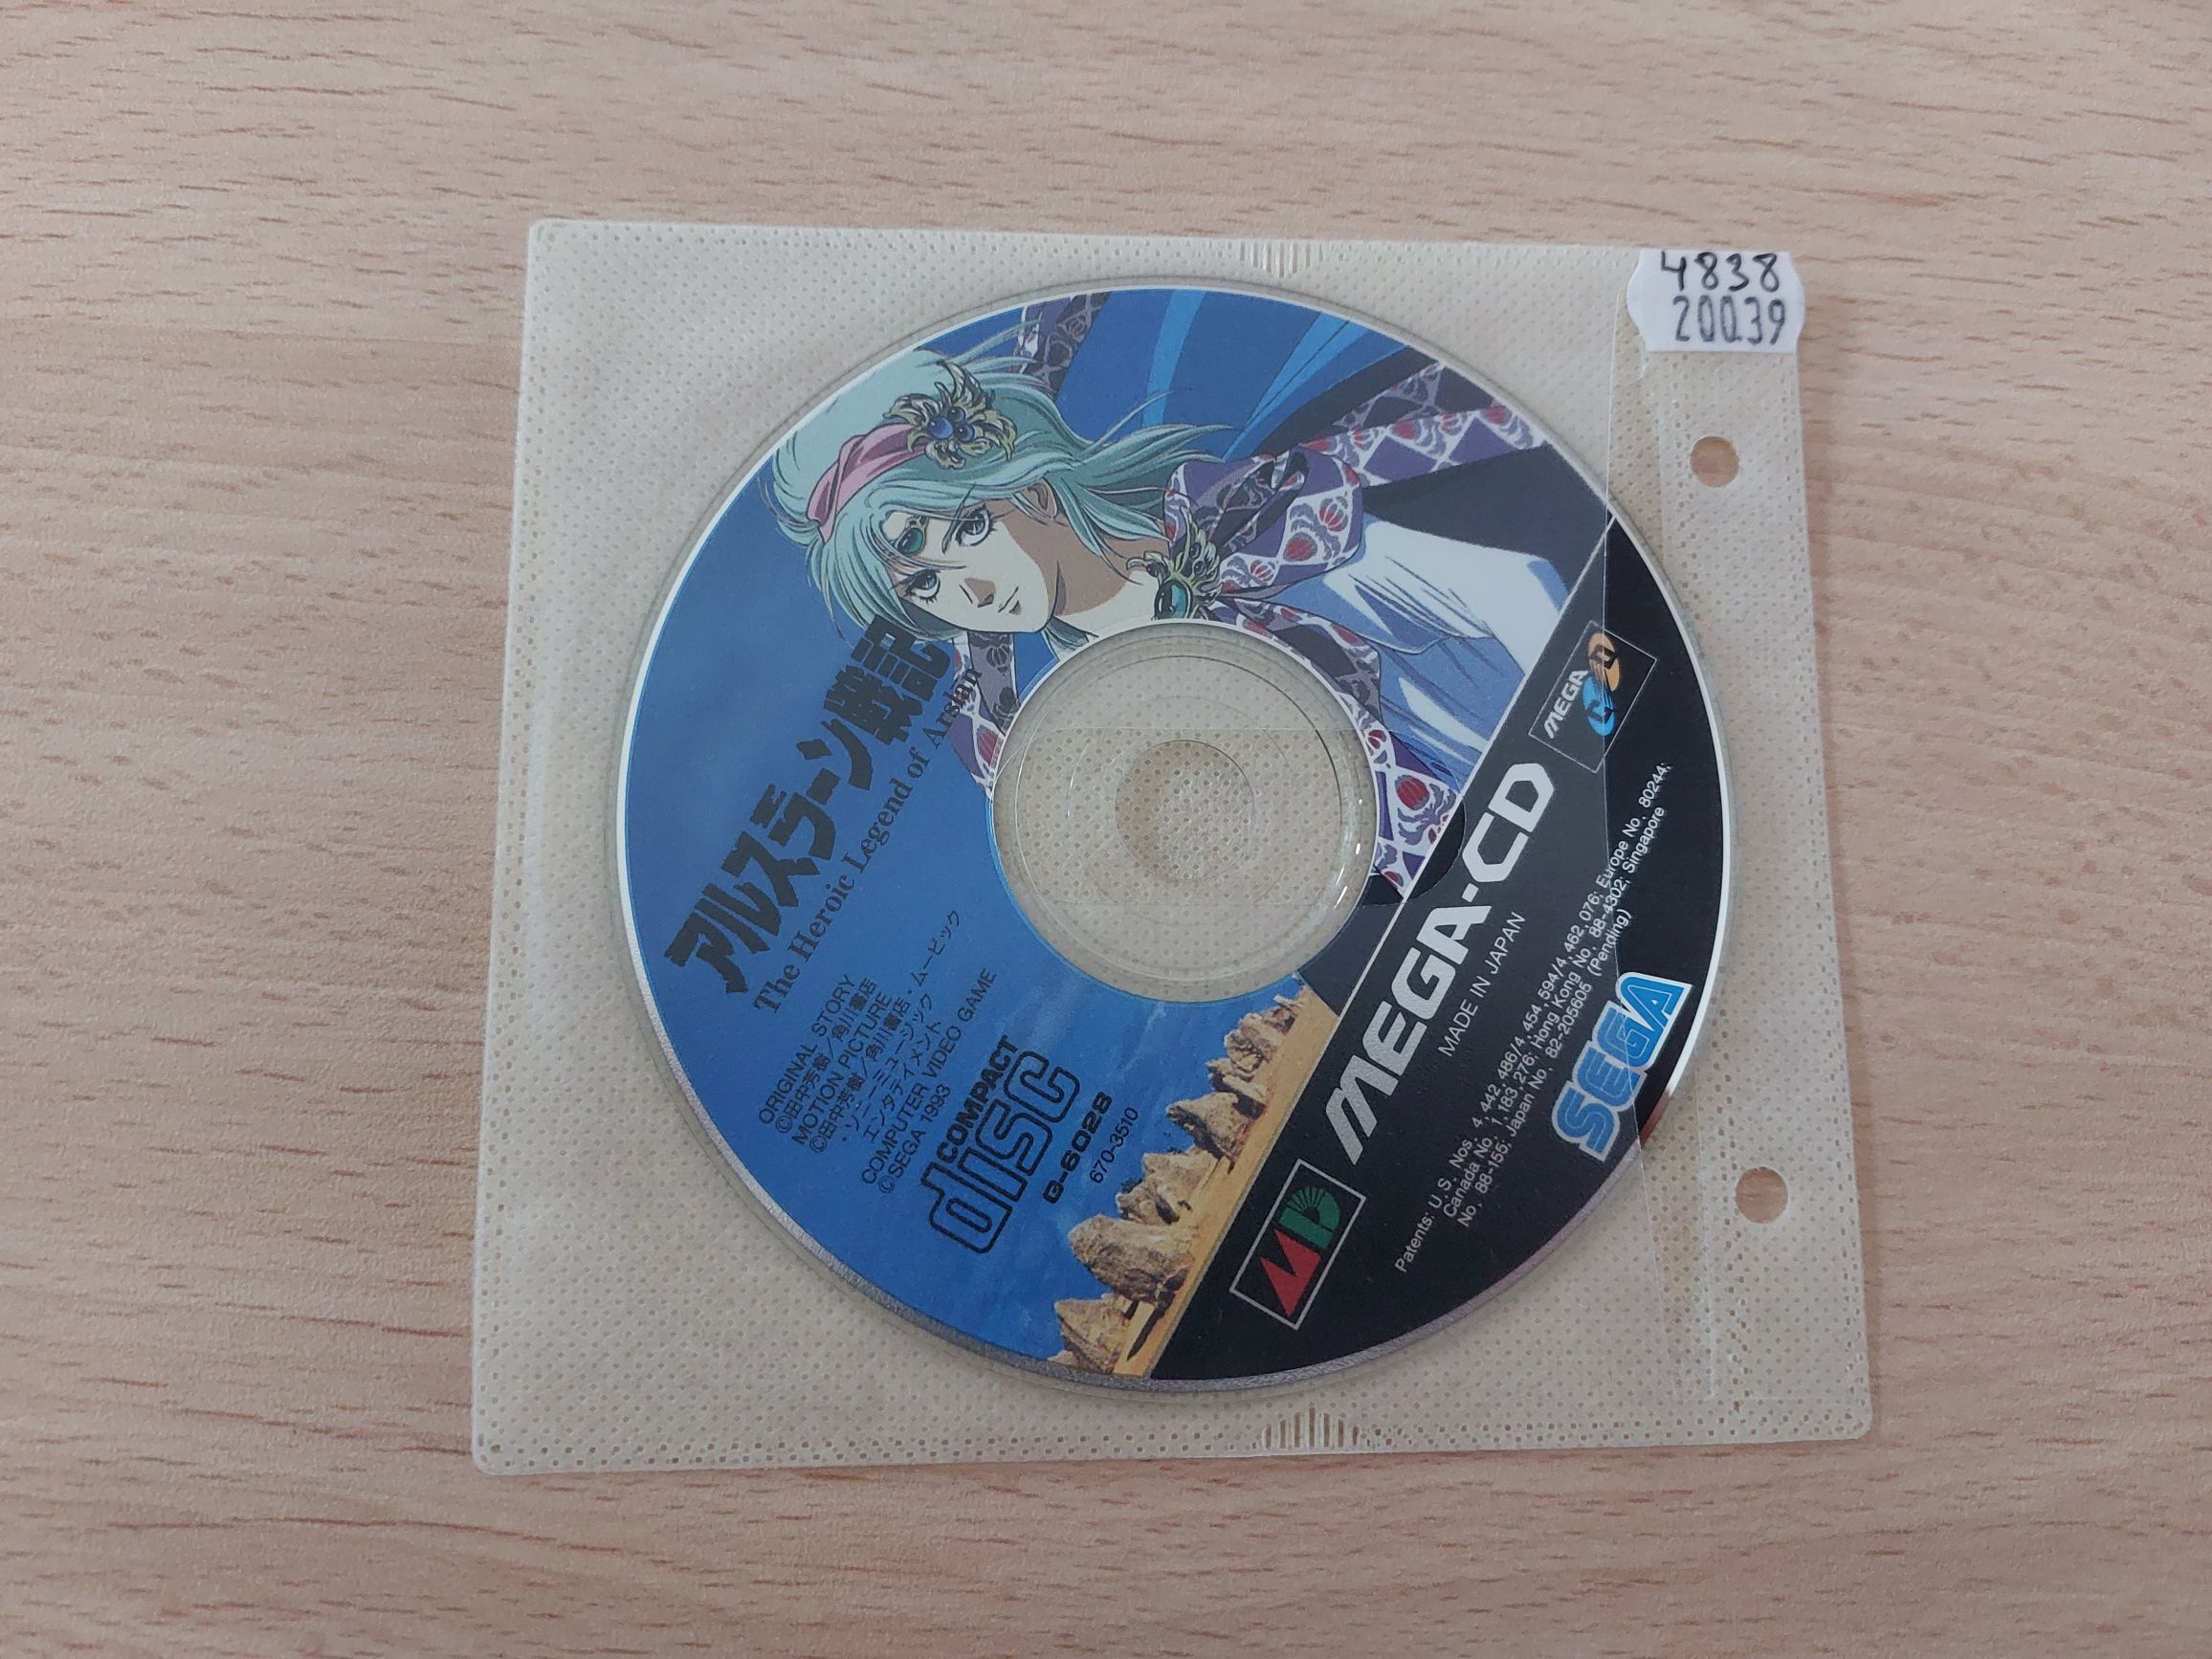 4838
20039
アルスラーン戦記
The Heroic Legend of Arslan
ORIGINAL STORY
©田中芳樹／角川書店
MOTION PICTURE
©田中芳樹／角川書店・ムービック
・ソニーミュージック
エンタテイメント
COMPUTER VIDEO GAME
©SEGA 1993
COMPACT
disc
G-6028
670-3510
MEGA
CD
MEGA-CD
MADE IN JAPAN
MD
Patents: U.S. Nos. 4,442,486/4,454,594/4,462,076; Europe No. 80244;
Canada No. 1,183,276; Hong Kong No. 88-4302; Singapore
No. 88-155; Japan No. 82-205605 (Pending)
SEGA